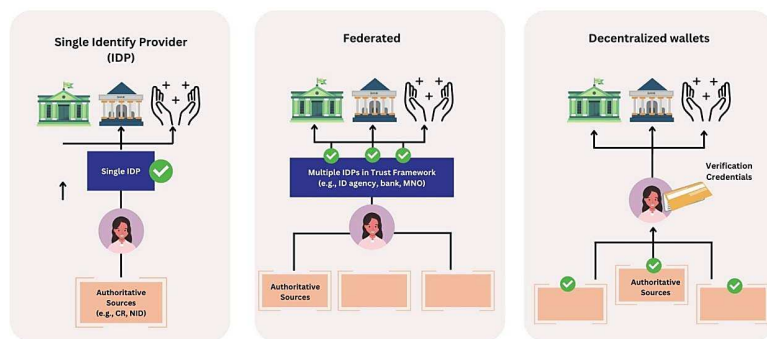 Single Identify Provider
(IDP)
Single IDP
Authoritative
Sources
(e.g., CR, NID)
Federated
Multiple IDPs in Trust Framework
(e.g., ID agency, bank, MNO)
Authoritative
Sources
Decentralized wallets
Verification
Credentials
Authoritative
Sources